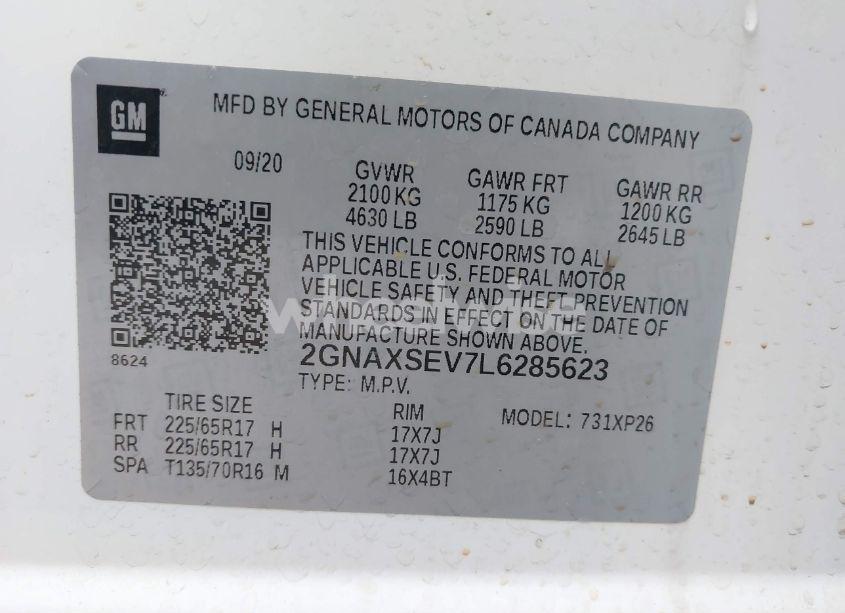 GM
MFD BY GENERAL MOTORS OF CANADA COMPANY
09/20
GVWR
2100 KG
4630 LB
GAWR FRT
1175 KG
2590 LB
GAWR RR
1200 KG
2645 LB
THIS VEHICLE CONFORMS TO ALL
APPLICABLE U.S. FEDERAL MOTOR
VEHICLE SAFETY AND THEFT PREVENTION
STANDARDS IN EFFECT ON THE DATE OF
MANUFACTURE SHOWN ABOVE.
8624
2GNAXSEV7L6285623
TYPE: M.P.V.
MODEL: 731XP26
TIRE SIZE RIM
FRT 225/65R17 H 17X7J
RR 225/65R17 H 17X7J
SPA T135/70R16 M 16X4BT